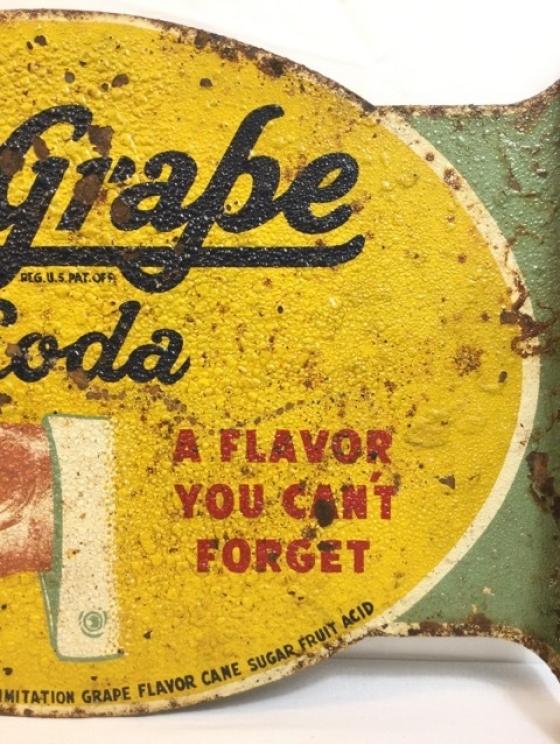 Grape
REG. U.S. PAT. OFF.
Soda
A FLAVOR
YOU CAN'T
FORGET
IMITATION GRAPE FLAVOR CANE SUGAR FRUIT ACID